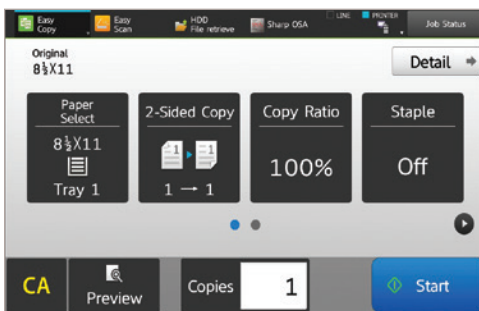 Easy
Copy
Easy
Scan
HDD
File retrieve
Sharp OSA
LINE
PRINTER
Job Status
Original
8½X11
Detail
Paper
Select
8½X11
Tray 1
2-Sided Copy
1 1
1 → 1
Copy Ratio
100%
Staple
Off
CA
Preview
Copies
1
Start